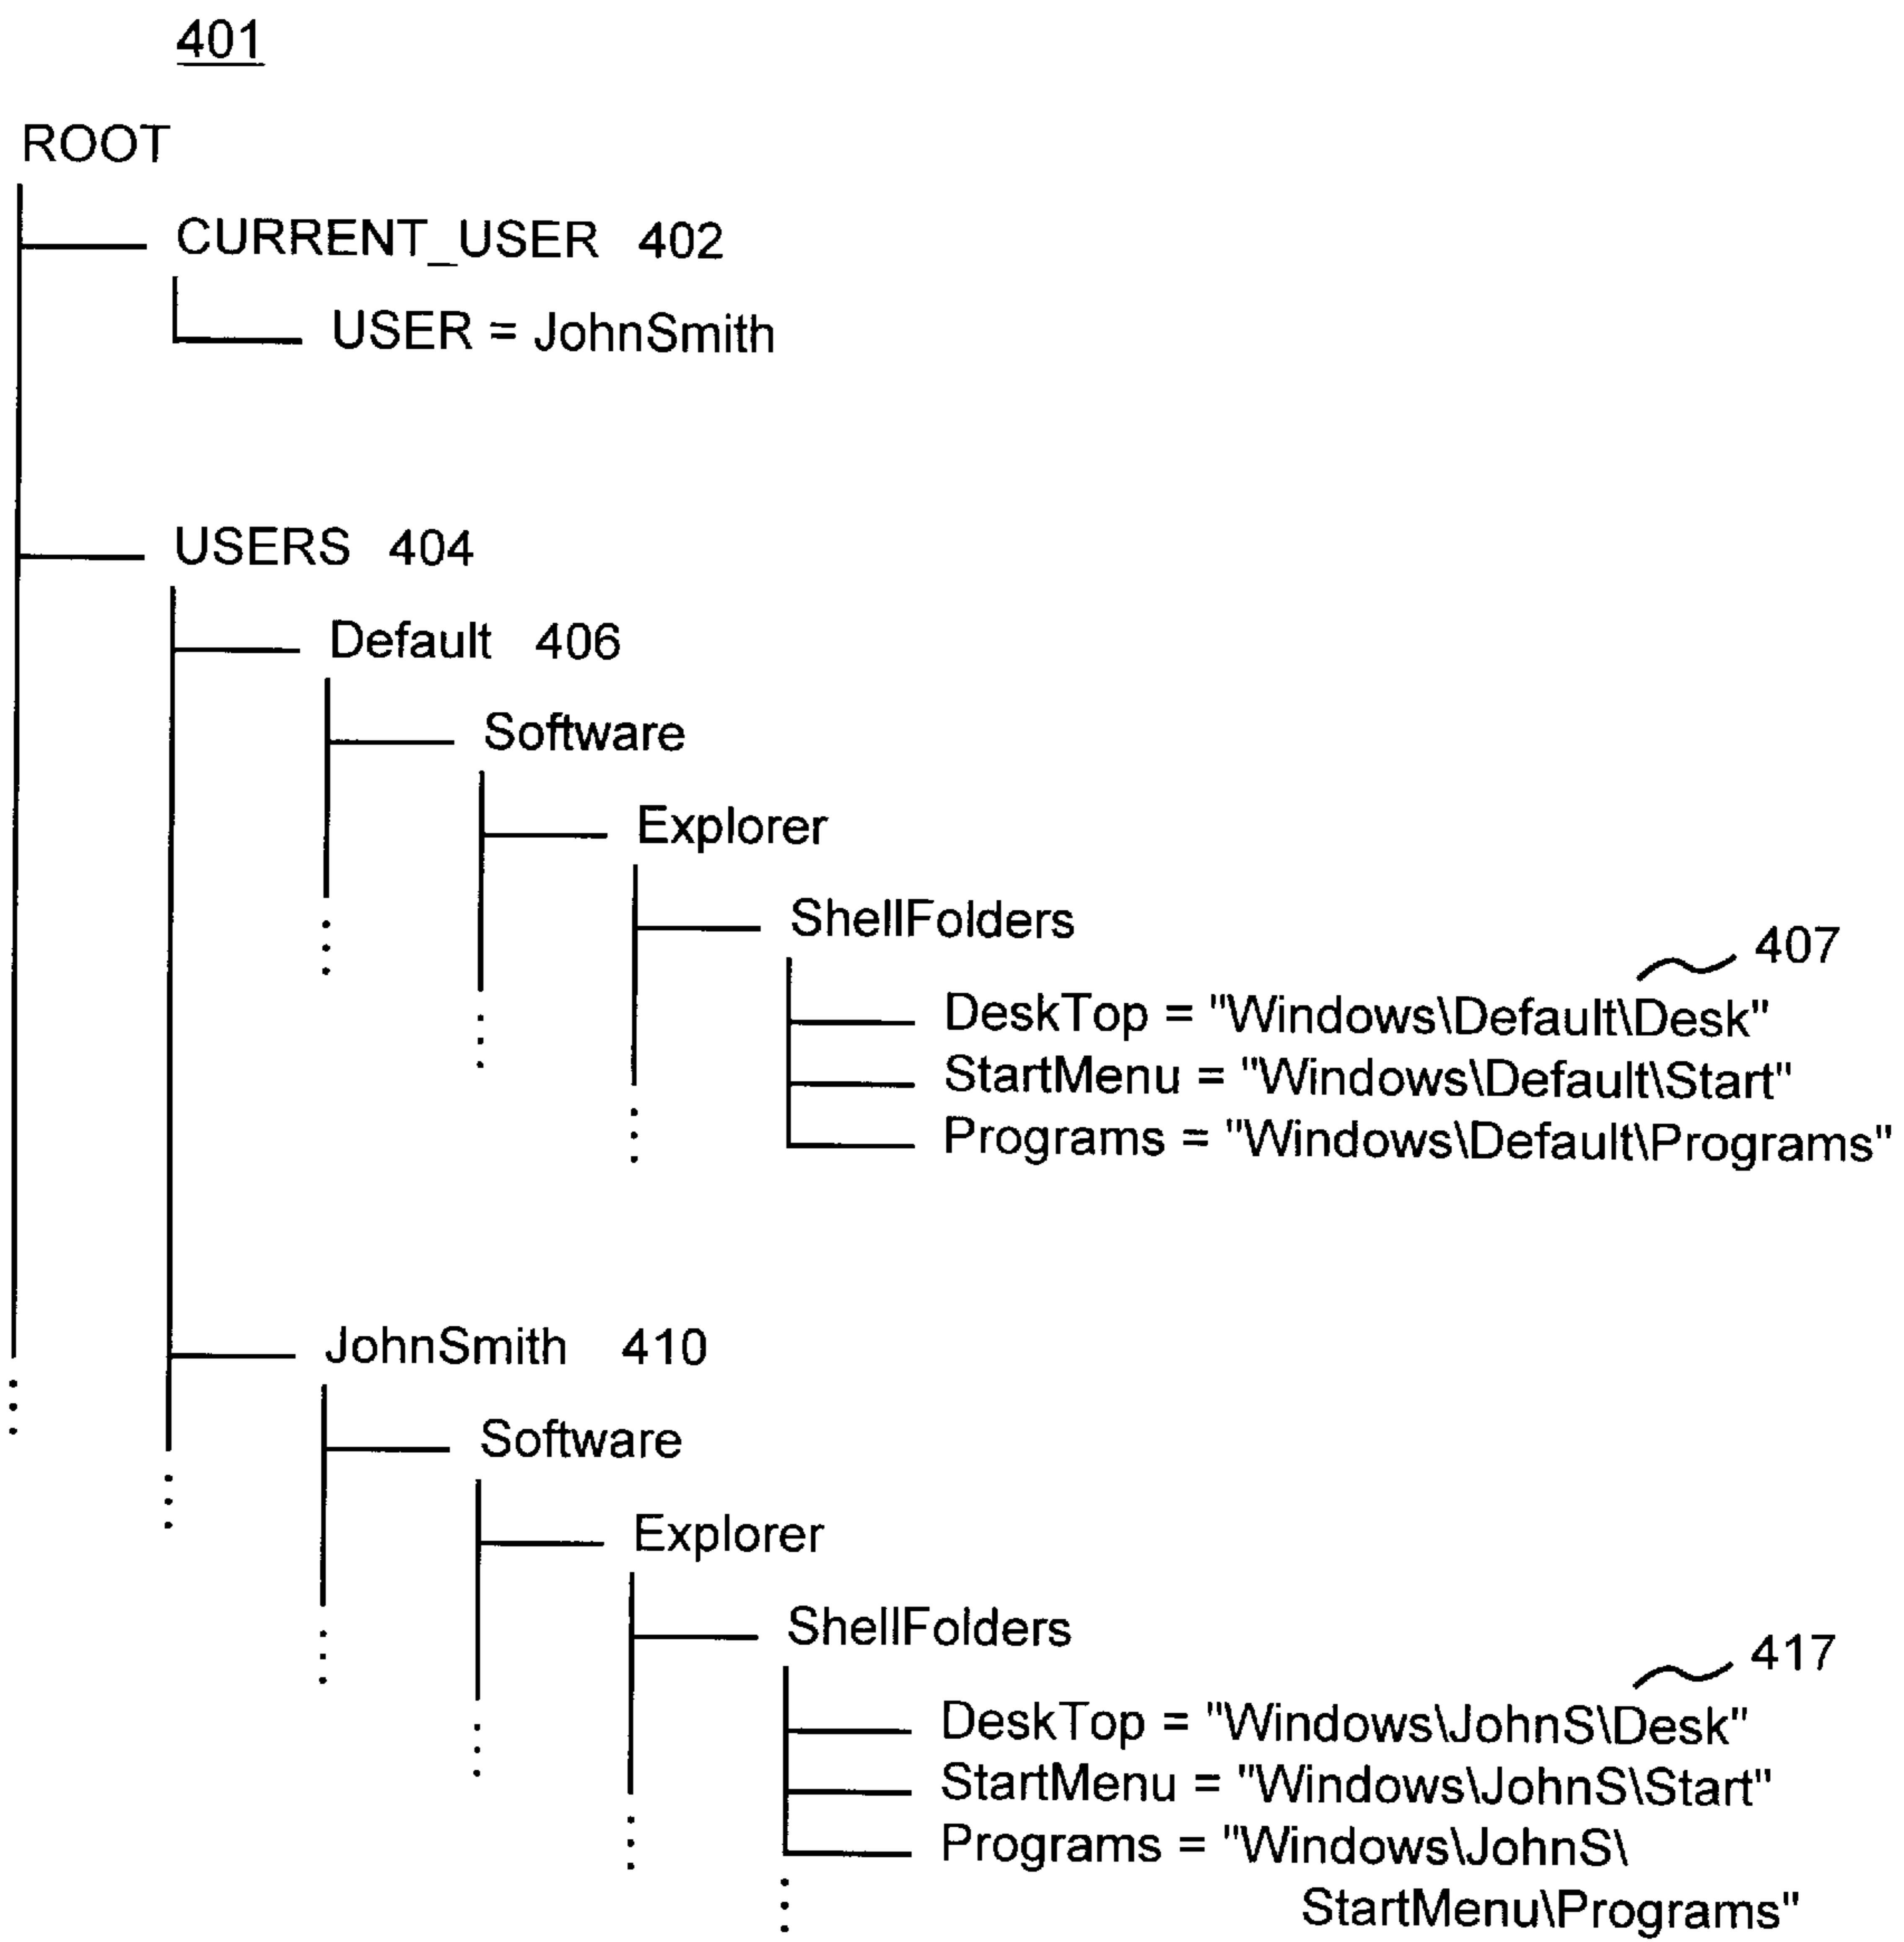 401
ROOT
CURRENT_USER 402
USER = JohnSmith
USERS 404
Default 406
Software
Explorer
ShellFolders
407
DeskTop = "Windows\Default\Desk"
StartMenu = "Windows\Default\Start"
Programs = "Windows\Default\Programs"
JohnSmith 410
Software
Explorer
ShellFolders
417
DeskTop = "Windows\JohnS\Desk"
StartMenu = "Windows\JohnS\Start"
Programs = "Windows\JohnS\
StartMenu\Programs"